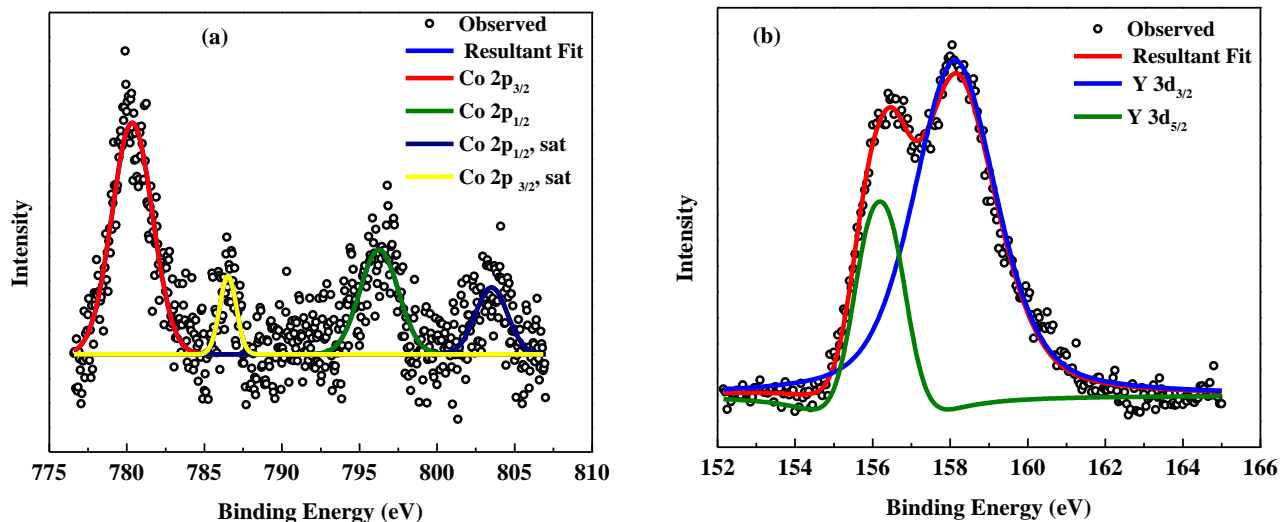 (a)
Observed
Resultant Fit
Co 2p3/2
Co 2p1/2
Co 2p1/2, sat
Co 2p 3/2, sat
Intensity
775 780 785 790 795 800 805 810
Binding Energy (eV)
(b)
Observed
Resultant Fit
Y 3d3/2
Y 3d5/2
Intensity
152 154 156 158 160 162 164 166
Binding Energy (eV)